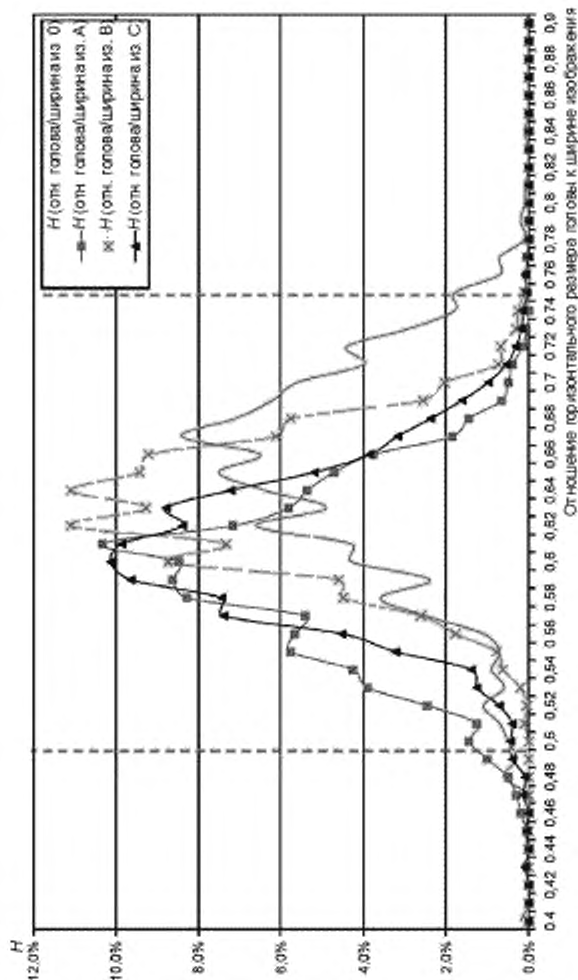 H
12,0%
10,0%
8,0%
6,0%
4,0%
2,0%
0,0%
H (отн голова/ширина из 0)
H (отн голова/ширина из. A)
H (отн. голова/ширина из. B)
H (отн голова/ширина из C)
0.4 0,42 0.44 0.46 0,48 0,5 0,52 0,54 0,56 0,58 0,6 0,62 0,64 0,66 0,68 0.7 0.72 0.74 0.76 0.78 0,8 0,82 0,84 0,86 0,88 0,9
Отношение горизонтального размера головы к ширине изображения